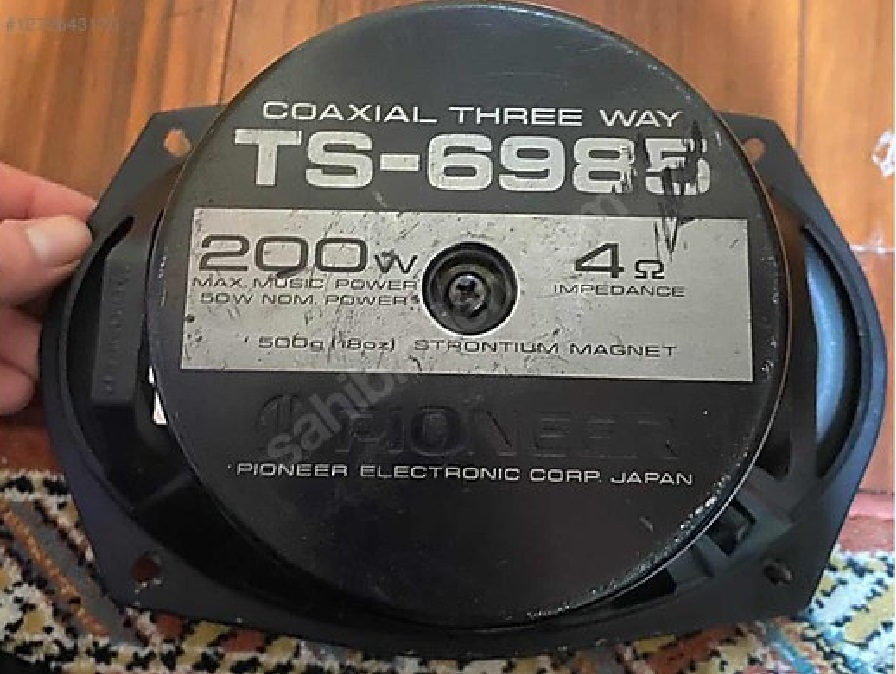 COAXIAL THREE WAY
TS-6985
200W
MAX. MUSIC POWER
50W NOM. POWER
4Ω
IMPEDANCE
500g (18oz) STRONTIUM MAGNET
PIONEER
PIONEER ELECTRONIC CORP. JAPAN